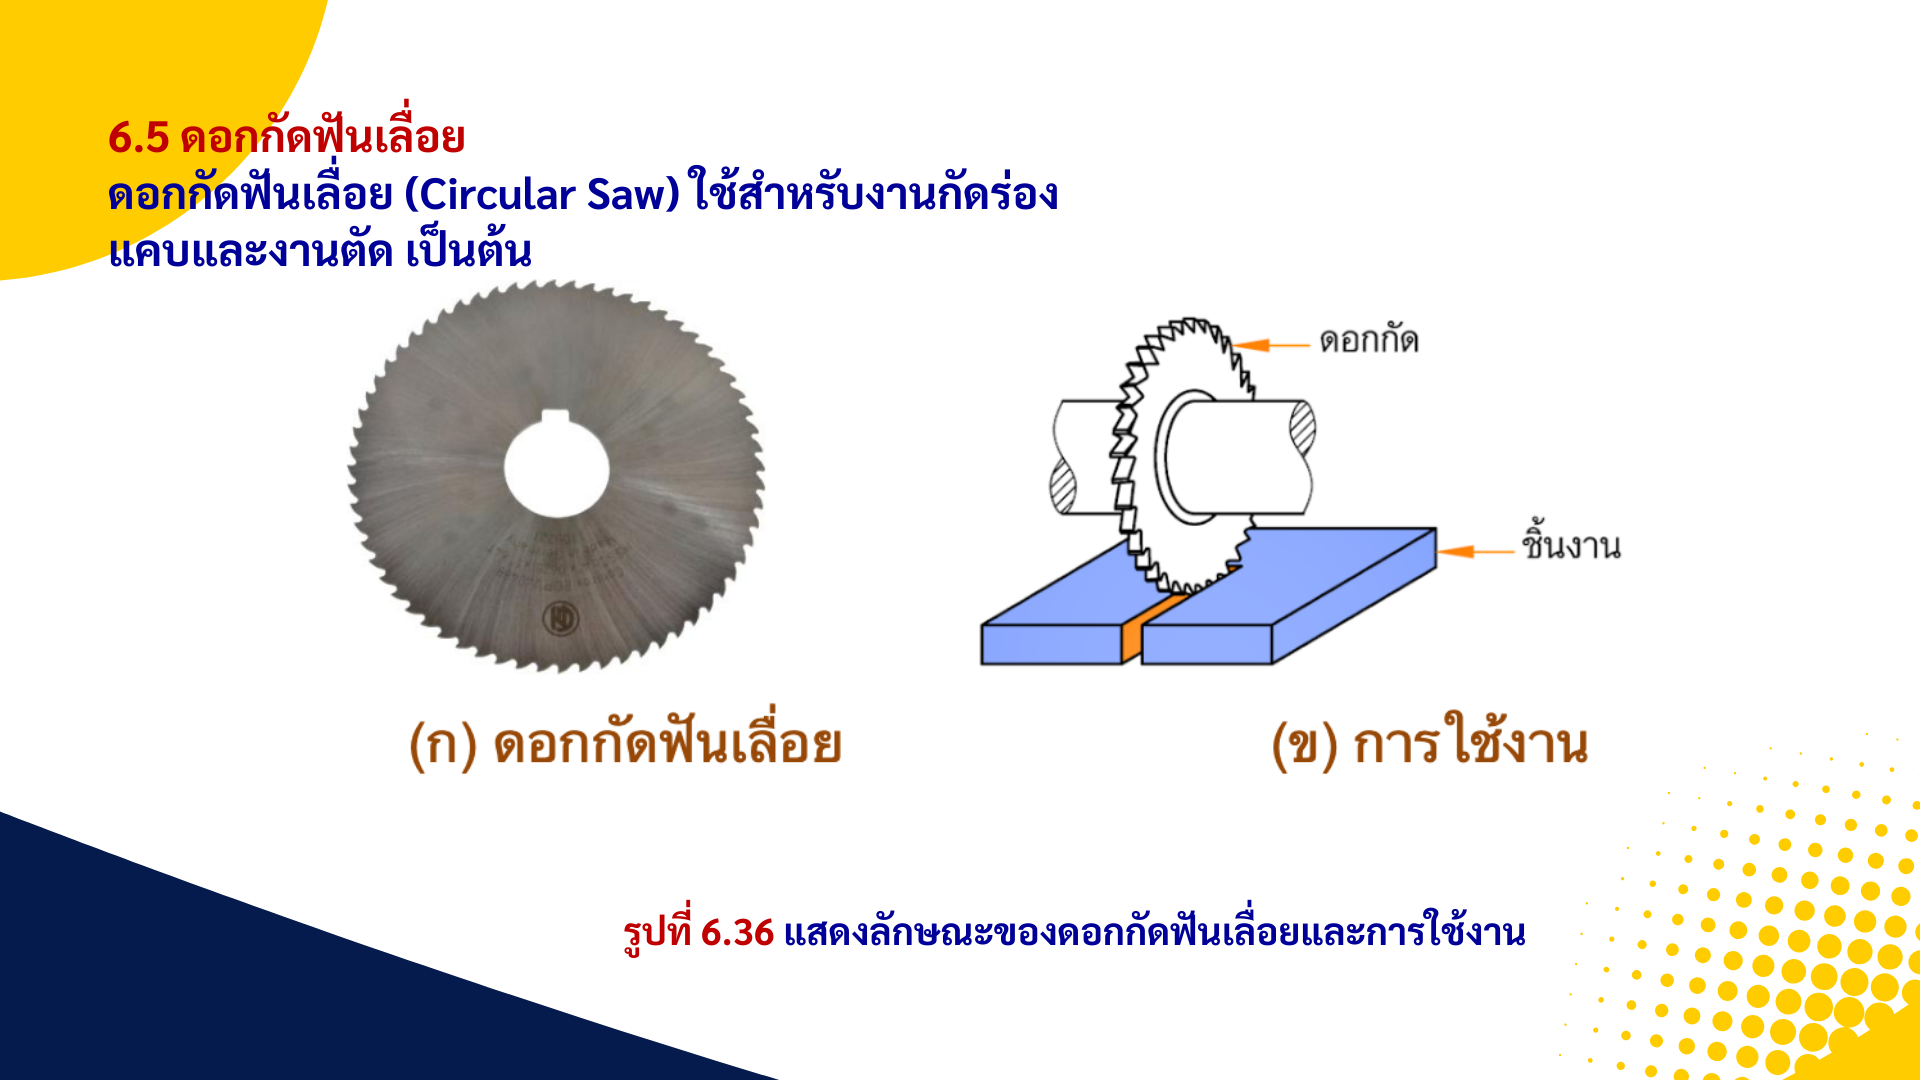 6.5 ดอกกัดฟันเลื่อย
ดอกกัดฟันเลื่อย (Circular Saw) ใช้สำหรับงานกัดร่อง
แคบและงานตัด เป็นต้น
ดอกกัด
ชิ้นงาน
(ก) ดอกกัดฟันเลื่อย
(ข) การใช้งาน
รูปที่ 6.36 แสดงลักษณะของดอกกัดฟันเลื่อยและการใช้งาน